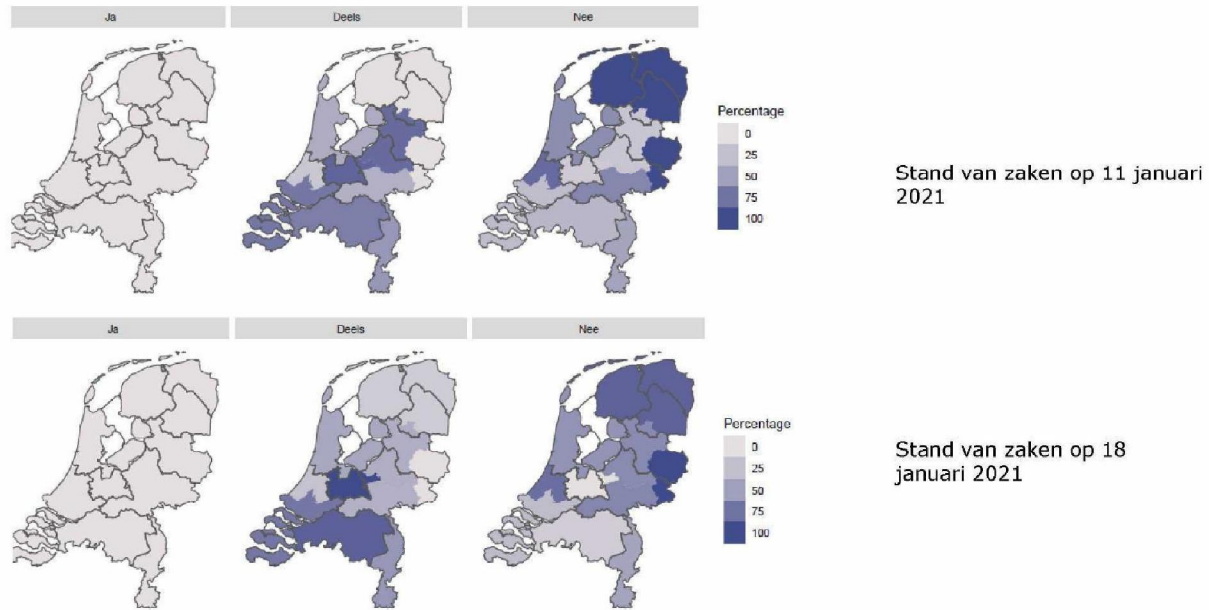 Ja
Deels
Nee
Percentage
0
25
50
75
100
Stand van zaken op 11 januari
2021
Ja
Deels
Nee
Percentage
0
25
50
75
100
Stand van zaken op 18
januari 2021